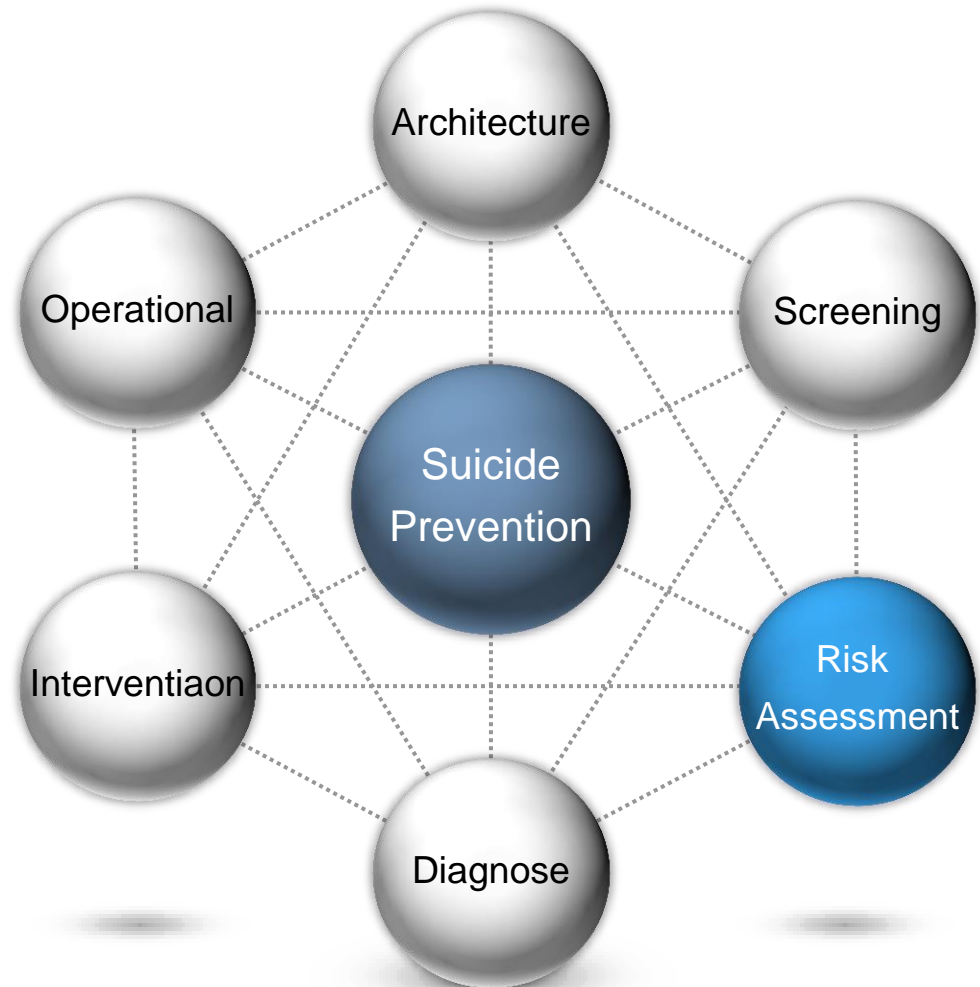 Architecture
Operational
Screening
Suicide
Prevention
Interventiaon
Risk
Assessment
Diagnose